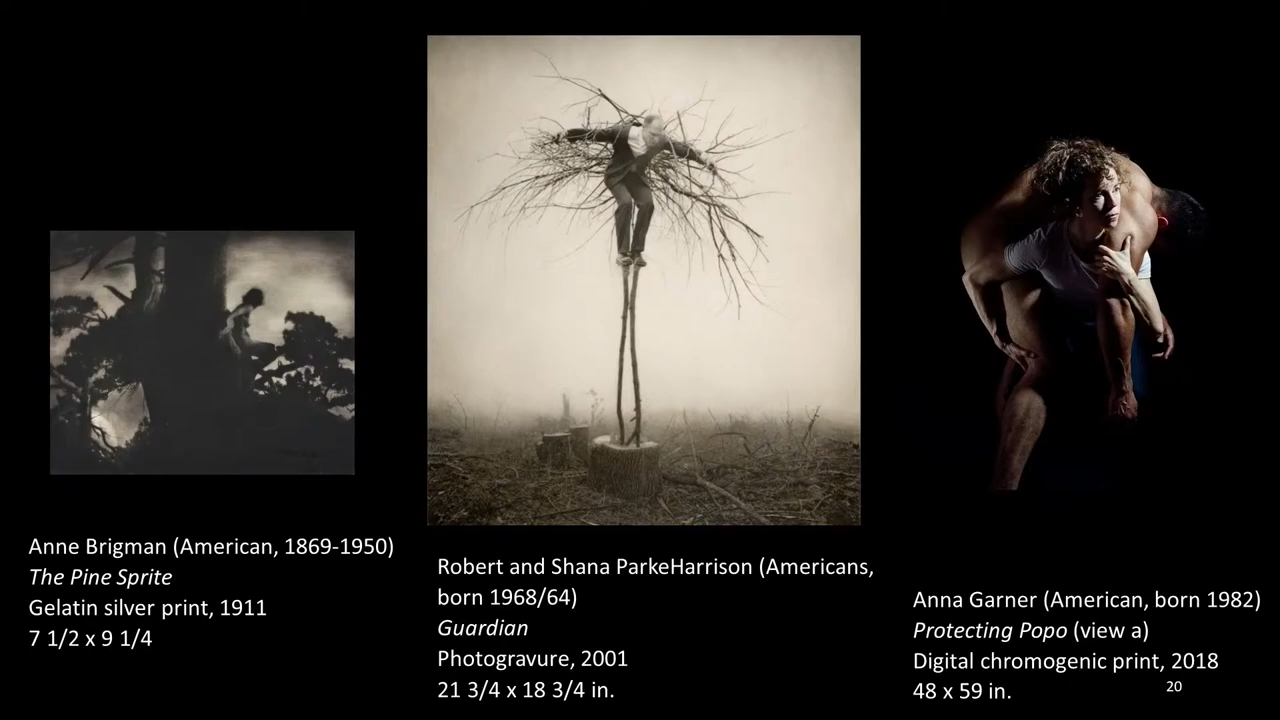 Anne Brigman (American, 1869-1950)
The Pine Sprite
Gelatin silver print, 1911
7 1/2 x 9 1/4
Robert and Shana ParkeHarrison (Americans,
born 1968/64)
Guardian
Photogravure, 2001
21 3/4 x 18 3/4 in.
Anna Garner (American, born 1982)
Protecting Popo (view a)
Digital chromogenic print, 2018
48 x 59 in.
20